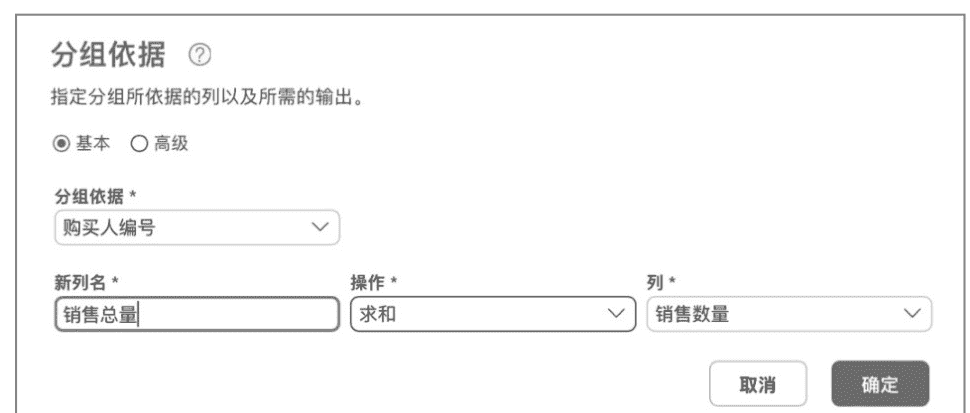 分组依据 ?
指定分组所依据的列以及所需的输出。
基本 高级
分组依据 *
购买人编号
新列名 * 操作 * 列 *
销售总量 求和 销售数量
取消 确定